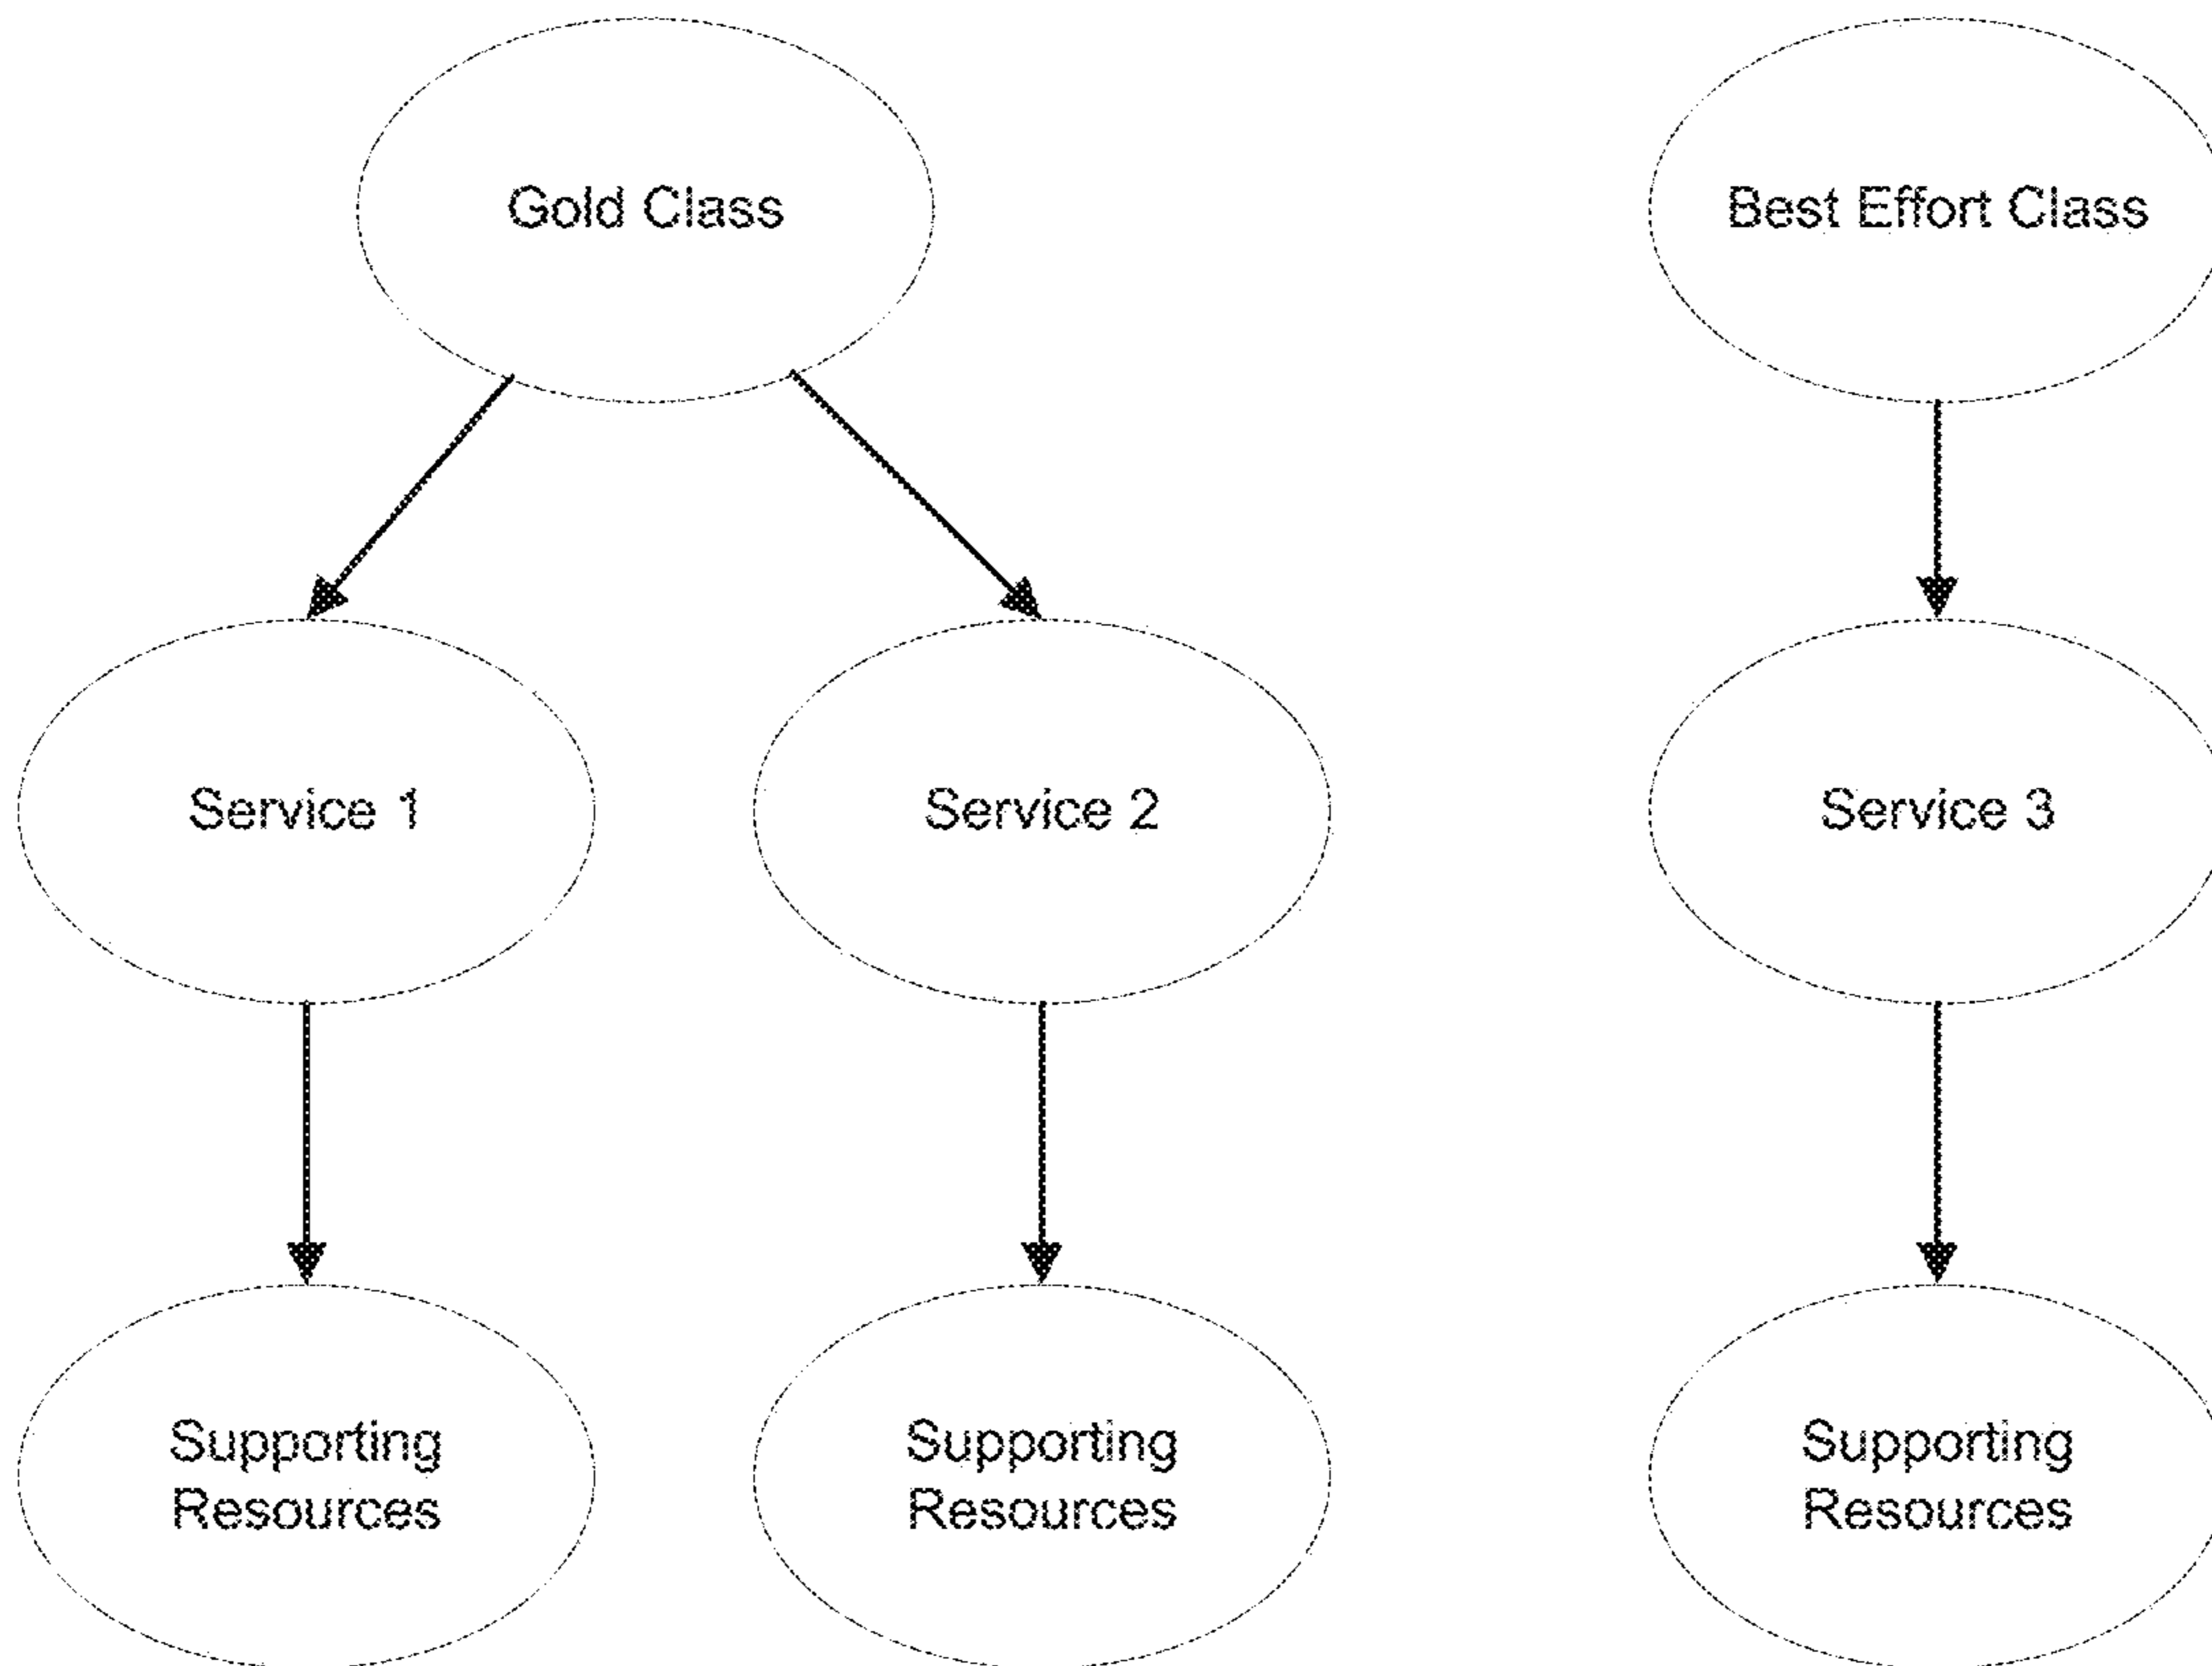 Gold Class
Best Effort Class
Service 1
Service 2
Service 3
Supporting
Resources
Supporting
Resources
Supporting
Resources